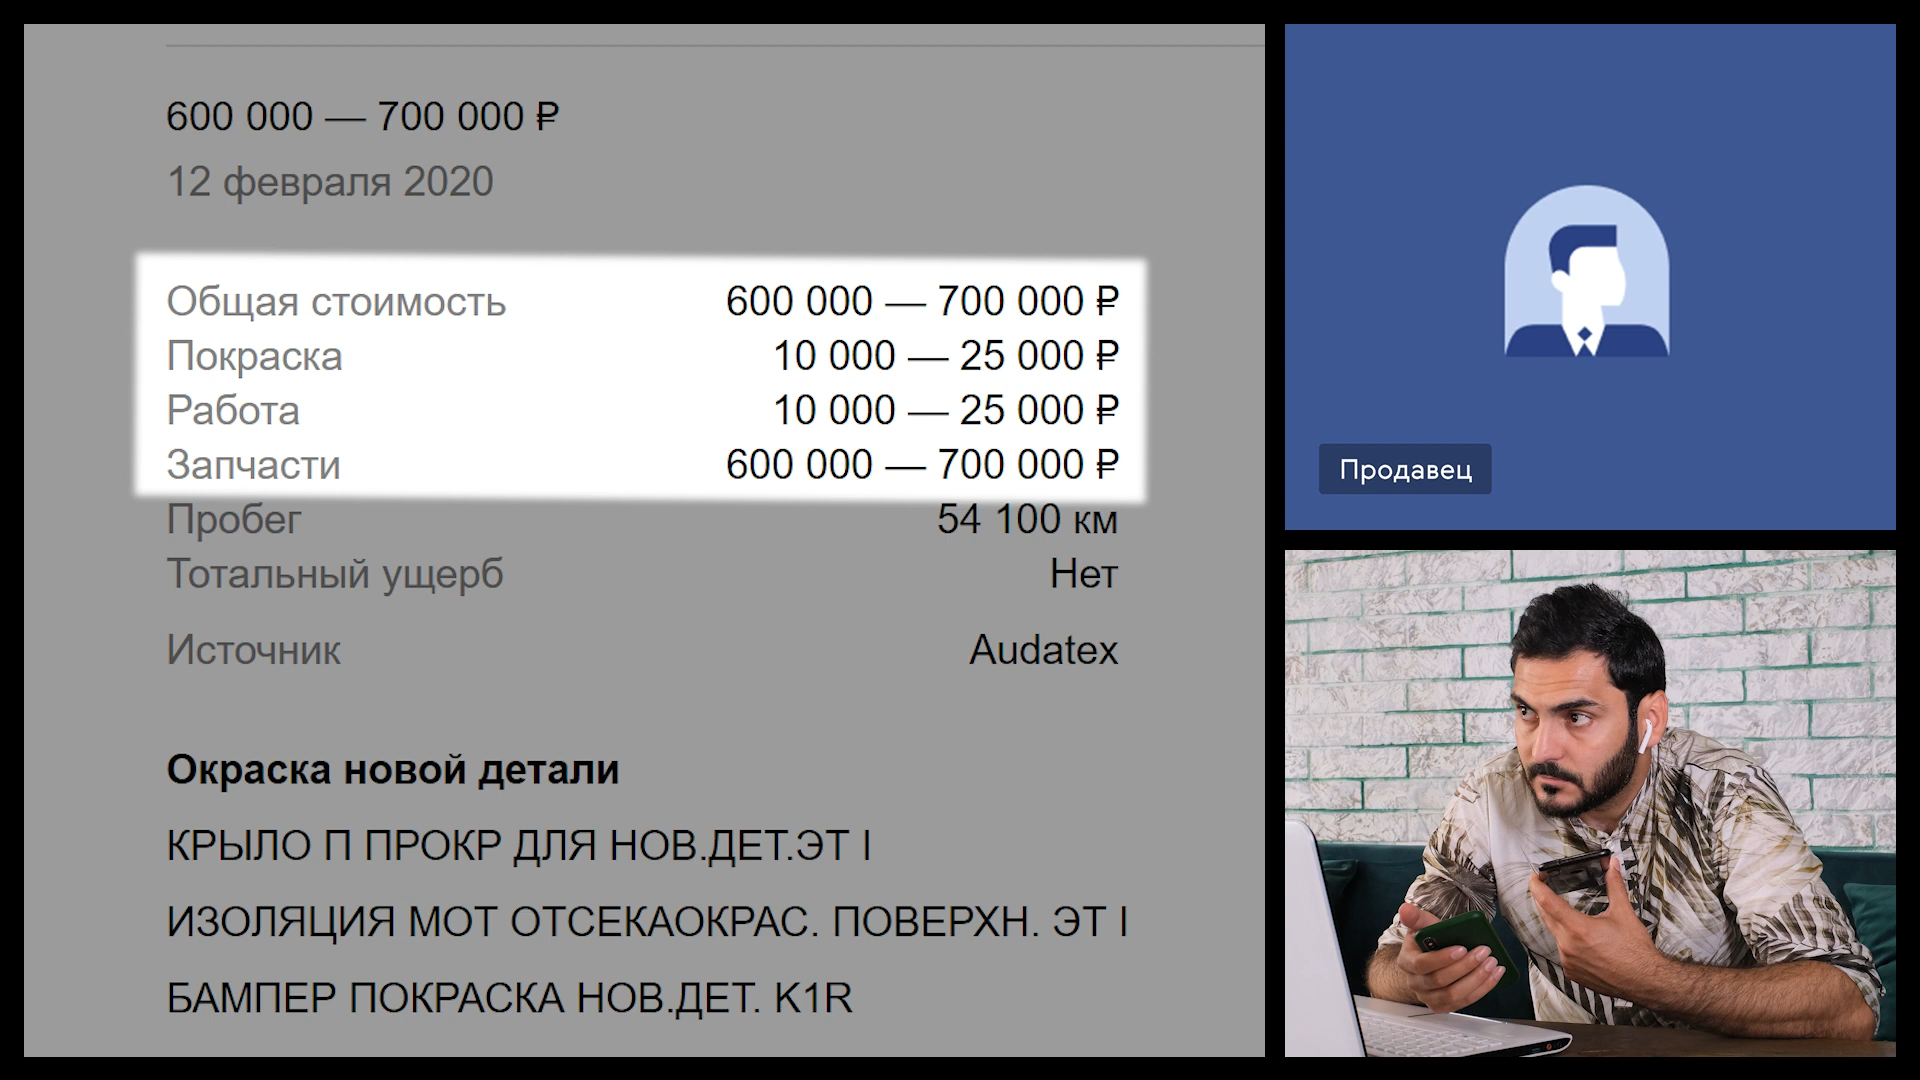 600 000 — 700 000 ₽
12 февраля 2020
Общая стоимость 600 000 — 700 000 ₽
Покраска 10 000 — 25 000 ₽
Работа 10 000 — 25 000 ₽
Запчасти 600 000 — 700 000 ₽
Пробег 54 100 км
Тотальный ущерб Нет
Источник Audatex
Окраска новой детали
КРЫЛО П ПРОКР ДЛЯ НОВ.ДЕТ.ЭТ I
ИЗОЛЯЦИЯ МОТ ОТСЕКАОКРАС. ПОВЕРХН. ЭТ I
БАМПЕР ПОКРАСКА НОВ.ДЕТ. K1R
Продавец